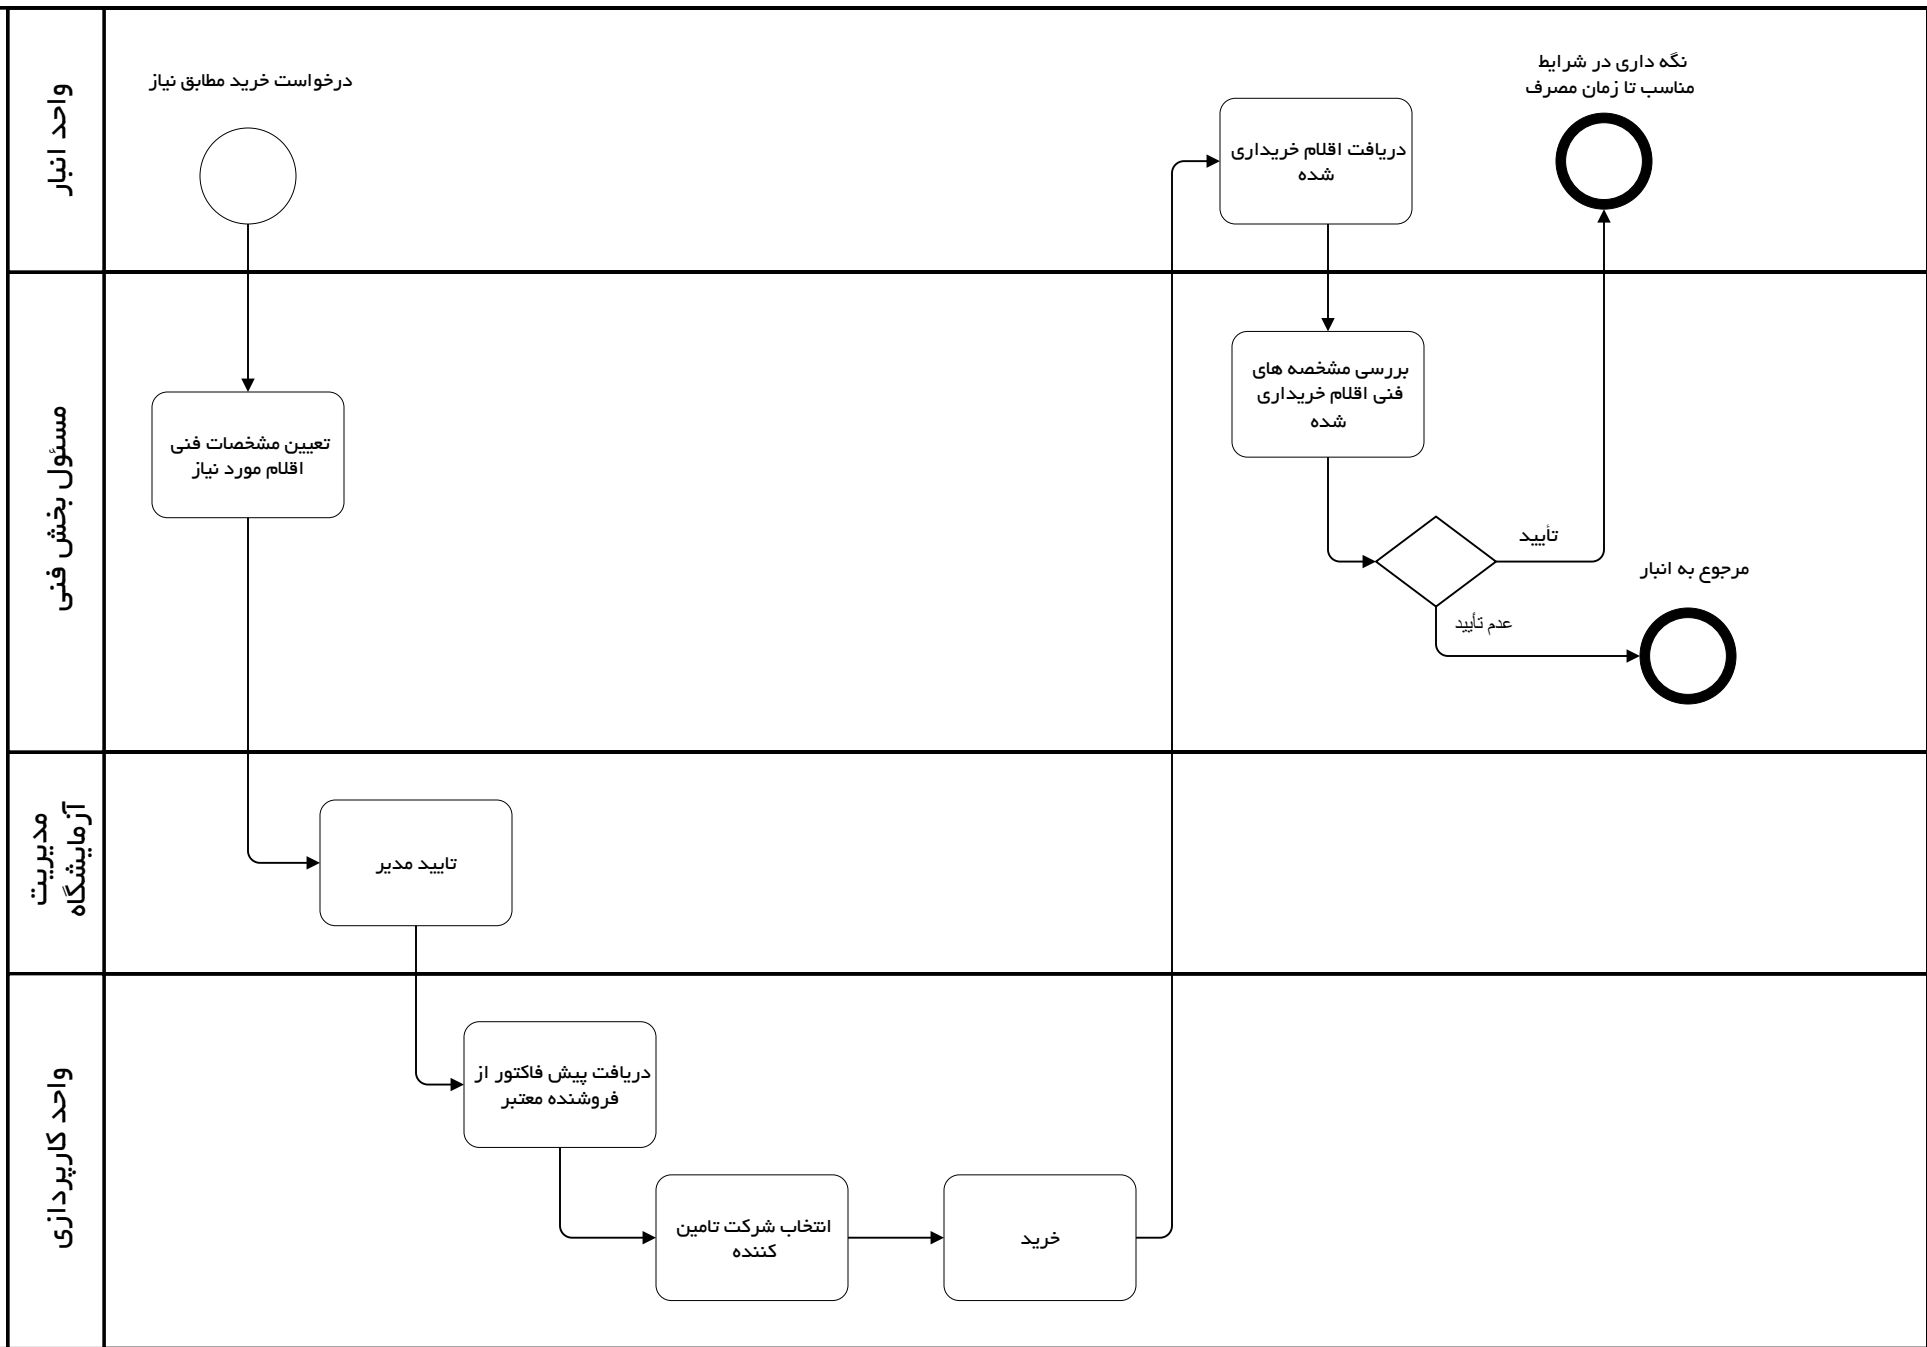 واحد انبار
درخواست خرید مطابق نیاز
دریافت اقلام خریداری
شده
نگه داری در شرایط
مناسب تا زمان مصرف
مسئول بخش فنی
تعیین مشخصات فنی
اقلام مورد نیاز
بررسی مشخصه های
فنی اقلام خریداری
شده
تأیید
عدم تأیید
مرجوع به انبار
مدیریت
آزمایشگاه
تایید مدیر
واحد کارپردازی
دریافت پیش فاکتور از
فروشنده معتبر
انتخاب شرکت تامین
کننده
خرید